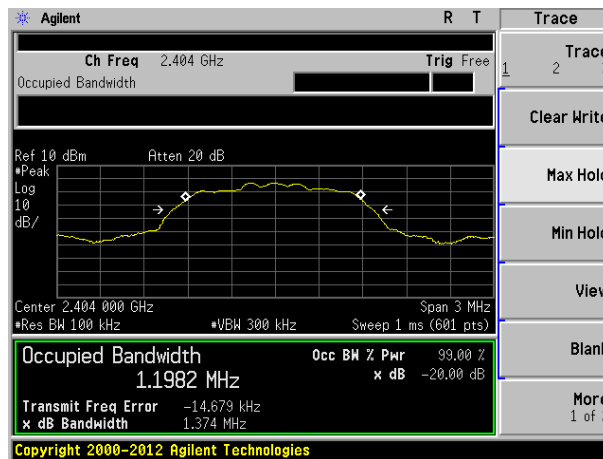 Agilent R T Trace
Ch Freq 2.404 GHz Trig Free
Occupied Bandwidth
Trace
1 2
Clear Write
Max Hold
Min Hold
View
Blank
More
1 of
Ref 10 dBm Atten 20 dB
#Peak
Log
10
dB/
Center 2.404 000 GHz Span 3 MHz
#Res BW 100 kHz #VBW 300 kHz Sweep 1 ms (601 pts)
Occupied Bandwidth Occ BW % Pwr 99.00 %
1.1982 MHz x dB -20.00 dB
Transmit Freq Error -14.679 kHz
x dB Bandwidth 1.374 MHz
Copyright 2000-2012 Agilent Technologies